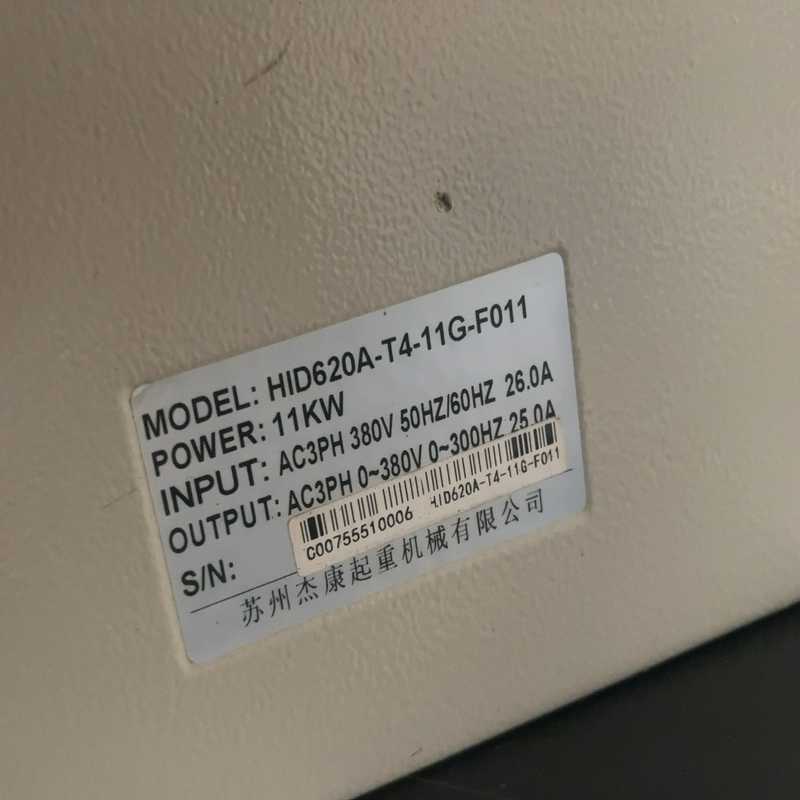 MODEL: HID620A-T4-11G-F011
POWER: 11KW
INPUT: AC3PH 380V 50HZ/60HZ 26.0A
OUTPUT: AC3PH 0~380V 0~300HZ 25.0A
S/N:
C00755510006 HID620A-T4-11G-F011
苏州杰康起重机械有限公司